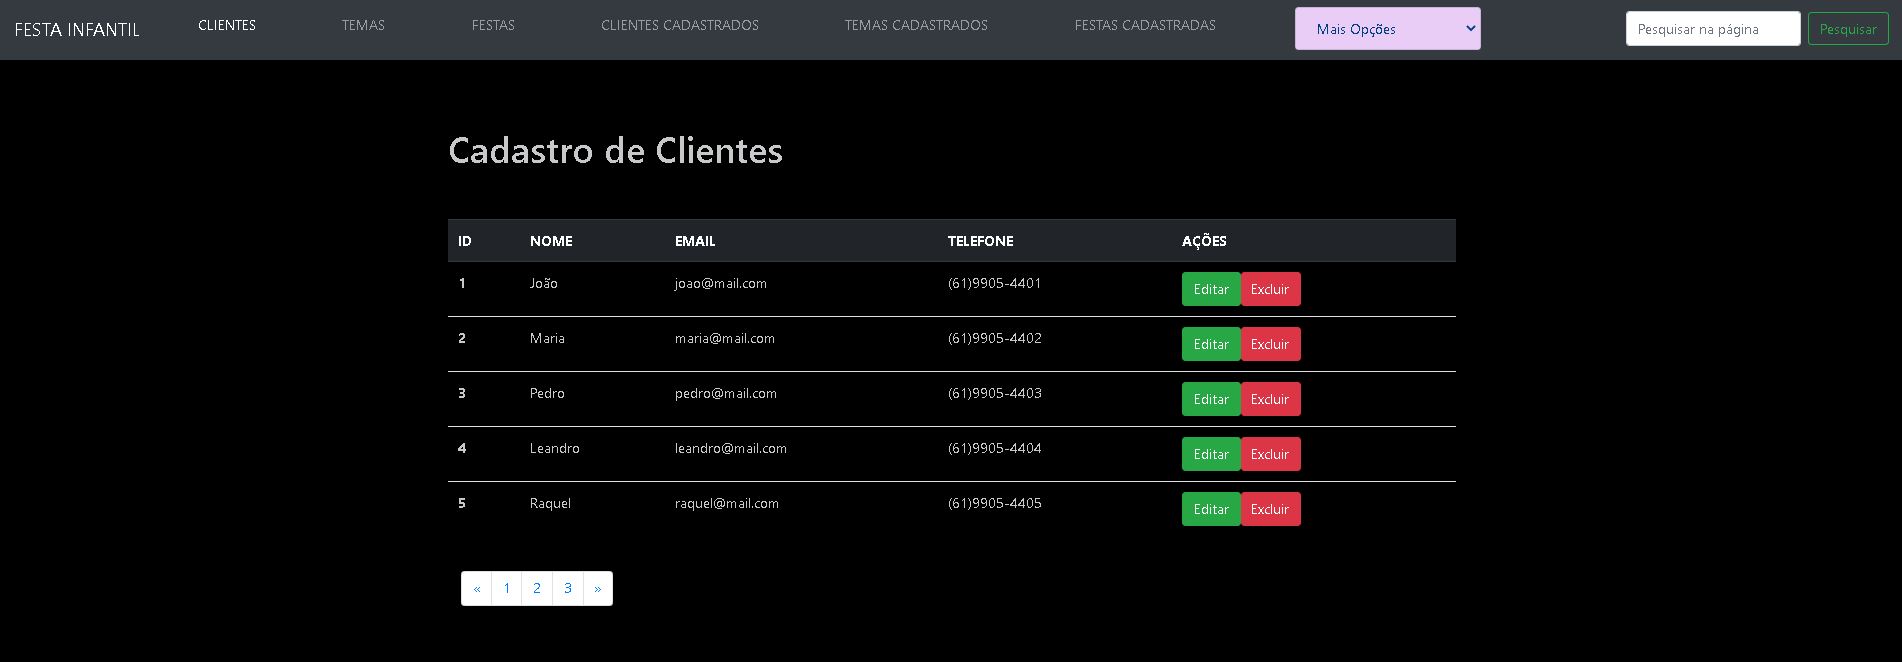 FESTA INFANTIL CLIENTES TEMAS FESTAS CLIENTES CADASTRADOS TEMAS CADASTRADOS FESTAS CADASTRADAS Mais Opções Pesquisar na página Pesquisar
Cadastro de Clientes
ID NOME EMAIL TELEFONE AÇÕES
1 João joao@mail.com (61)9905-4401 Editar Excluir
2 Maria maria@mail.com (61)9905-4402 Editar Excluir
3 Pedro pedro@mail.com (61)9905-4403 Editar Excluir
4 Leandro leandro@mail.com (61)9905-4404 Editar Excluir
5 Raquel raquel@mail.com (61)9905-4405 Editar Excluir
« 1 2 3 »